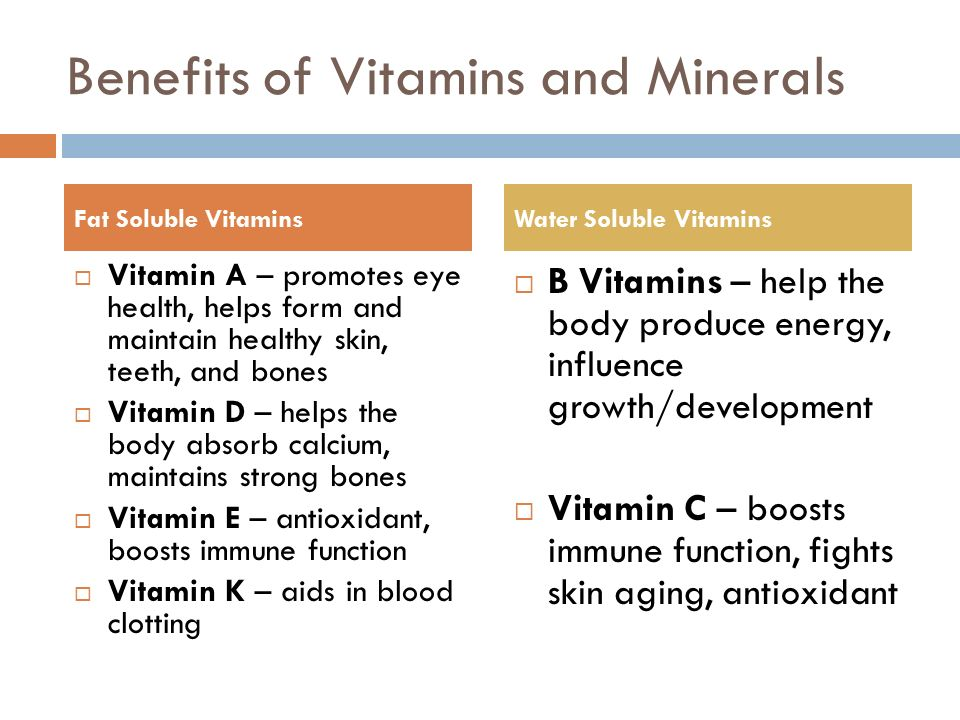 Benefits of Vitamins and Minerals
Fat Soluble Vitamins
Vitamin A – promotes eye
health, helps form and
maintain healthy skin,
teeth, and bones
Vitamin D – helps the
body absorb calcium,
maintains strong bones
Vitamin E – antioxidant,
boosts immune function
Vitamin K – aids in blood
clotting
Water Soluble Vitamins
B Vitamins – help the
body produce energy,
influence
growth/development
Vitamin C – boosts
immune function, fights
skin aging, antioxidant